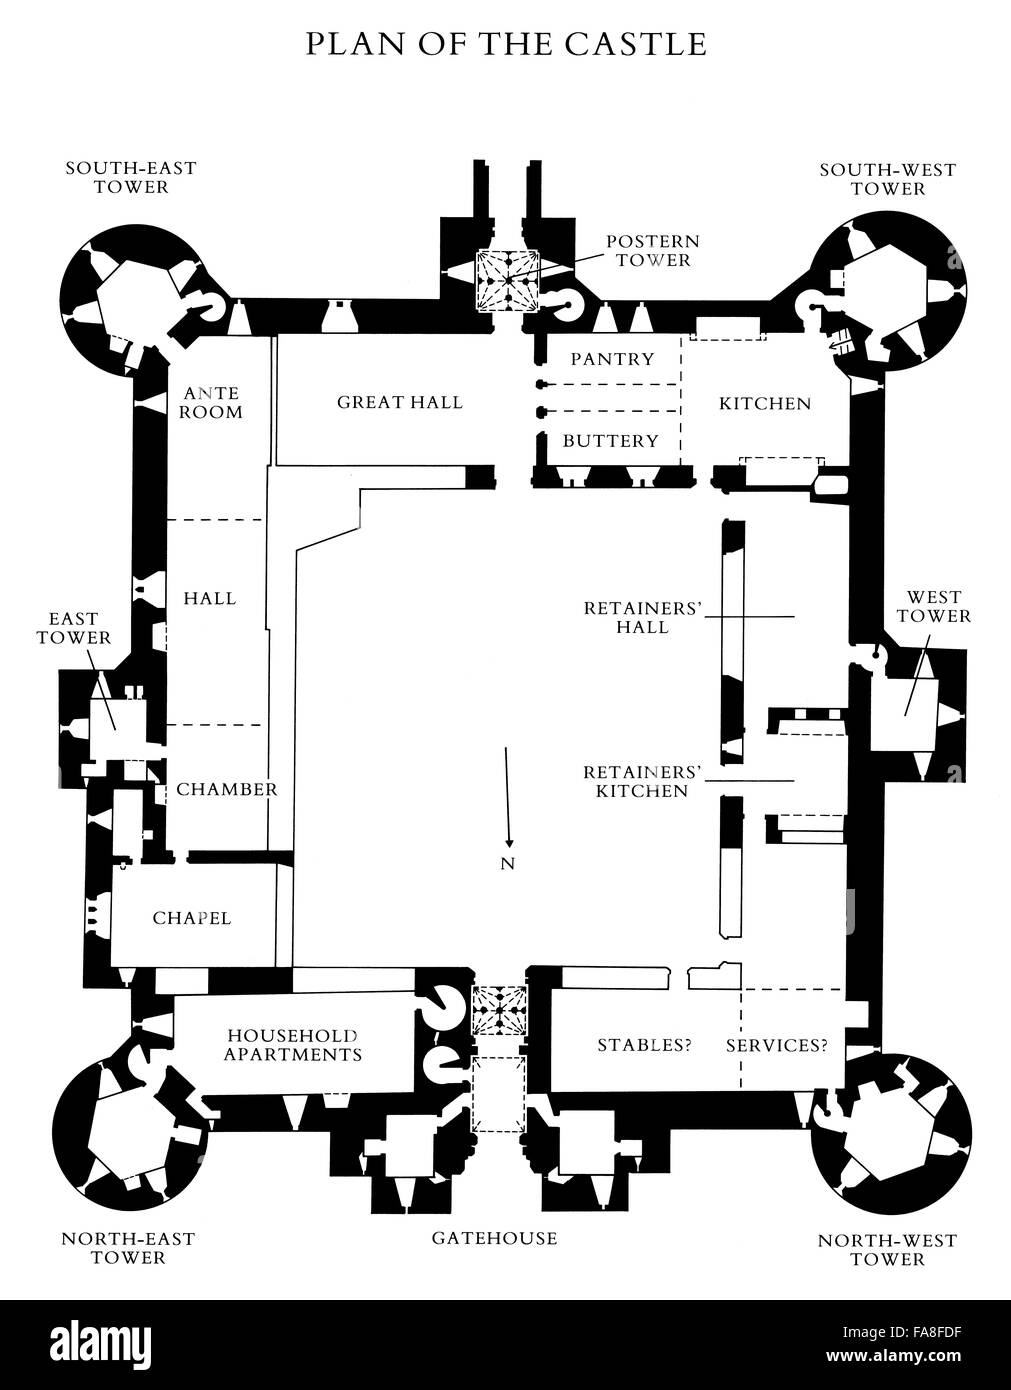 PLAN OF THE CASTLE
SOUTH-EAST
TOWER
SOUTH-WEST
TOWER
POSTERN
TOWER
PANTRY
ANTE
ROOM
GREAT HALL
KITCHEN
BUTTERY
HALL
EAST
TOWER
RETAINERS'
HALL
WEST
TOWER
CHAMBER
RETAINERS'
KITCHEN
N
CHAPEL
HOUSEHOLD
APARTMENTS
STABLES?
SERVICES?
NORTH-EAST
TOWER
GATEHOUSE
NORTH-WEST
TOWER
a
a
a
a
a
alamy stock photo
FA8FDF
www.alamy.com